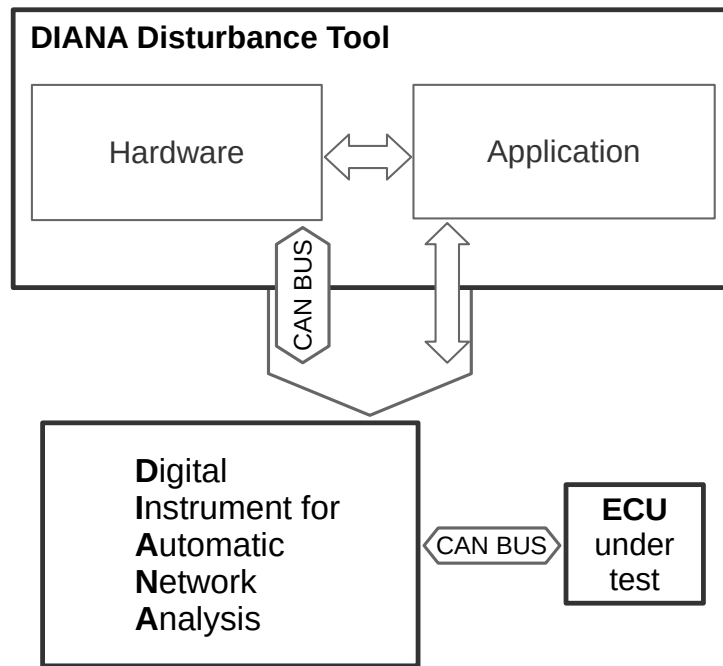 DIANA Disturbance Tool
Hardware
Application
CAN BUS
Digital
Instrument for
Automatic
Network
Analysis
CAN BUS
ECU
under
test